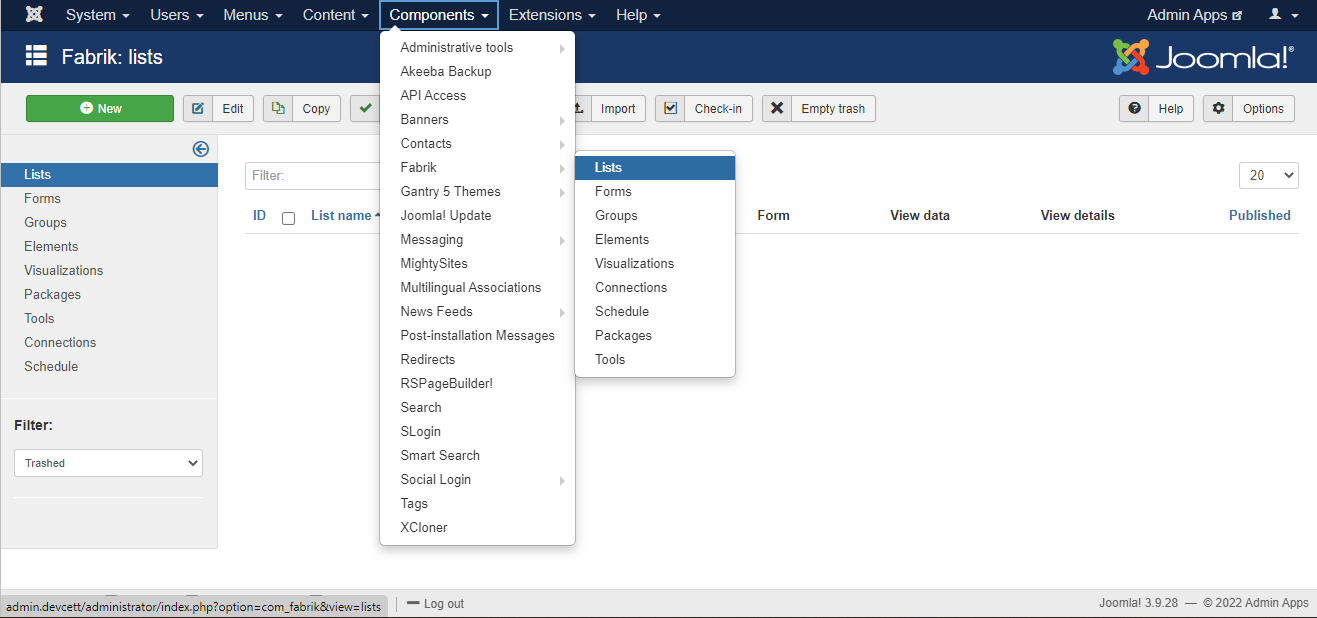 System Users Menus Content Components Extensions Help Admin Apps
Fabrik: lists
Joomla!®
New Edit Copy Import Check-in Empty trash Help Options
Lists
Forms
Groups
Elements
Visualizations
Packages
Tools
Connections
Schedule
Filter:
Trashed
Filter:
20
ID List name Form View data View details Published
Administrative tools
Akeeba Backup
API Access
Banners
Contacts
Fabrik
Gantry 5 Themes
Joomla! Update
Messaging
MightySites
Multilingual Associations
News Feeds
Post-installation Messages
Redirects
RSPageBuilder!
Search
SLogin
Smart Search
Social Login
Tags
XCloner
Lists
Forms
Groups
Elements
Visualizations
Connections
Schedule
Packages
Tools
admin.devcett/administrator/index.php?option=com_fabrik&view=lists
Log out
Joomla! 3.9.28 — © 2022 Admin Apps